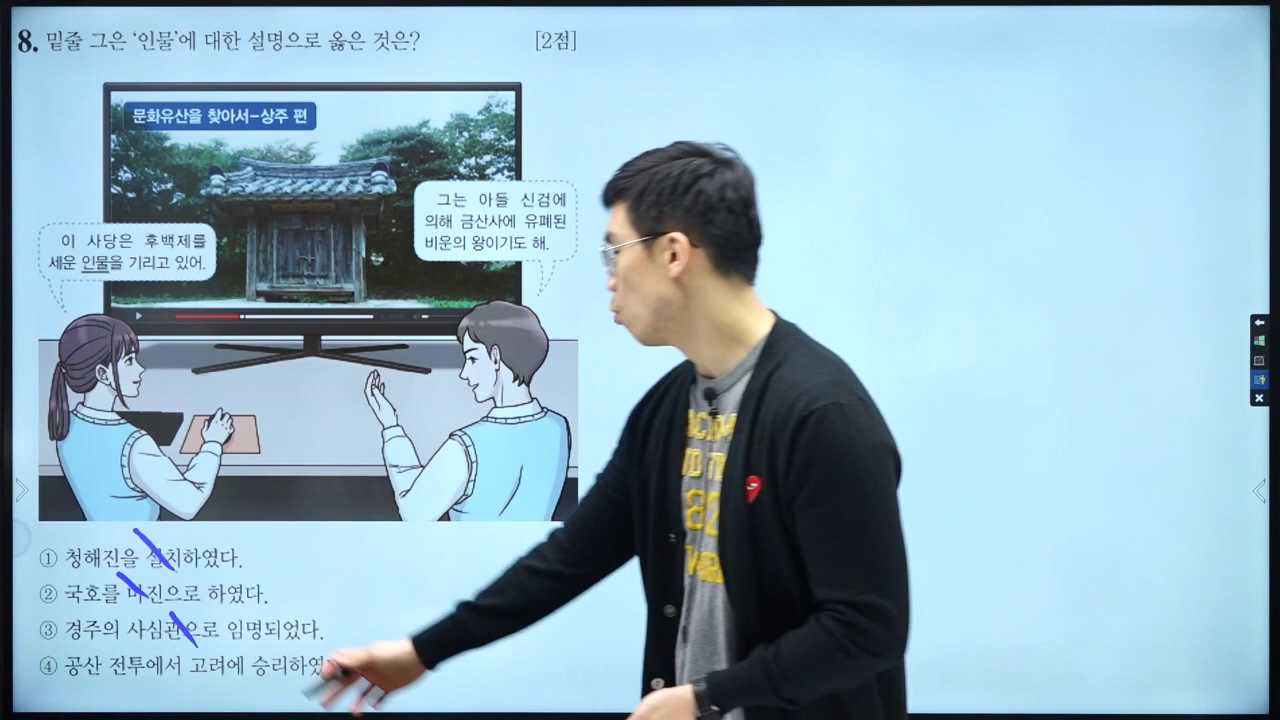 8. 밑줄 그은 ‘인물’에 대한 설명으로 옳은 것은? [2점]
문화유산을 찾아서-상주 편
그는 아들 신검에
의해 금산사에 유폐된
비운의 왕이기도 해.
이 사당은 후백제를
세운 인물을 기리고 있어.
① 청해진을 설치하였다.
② 국호를 마진으로 하였다.
③ 경주의 사심관으로 임명되었다.
④ 공산 전투에서 고려에 승리하였
82